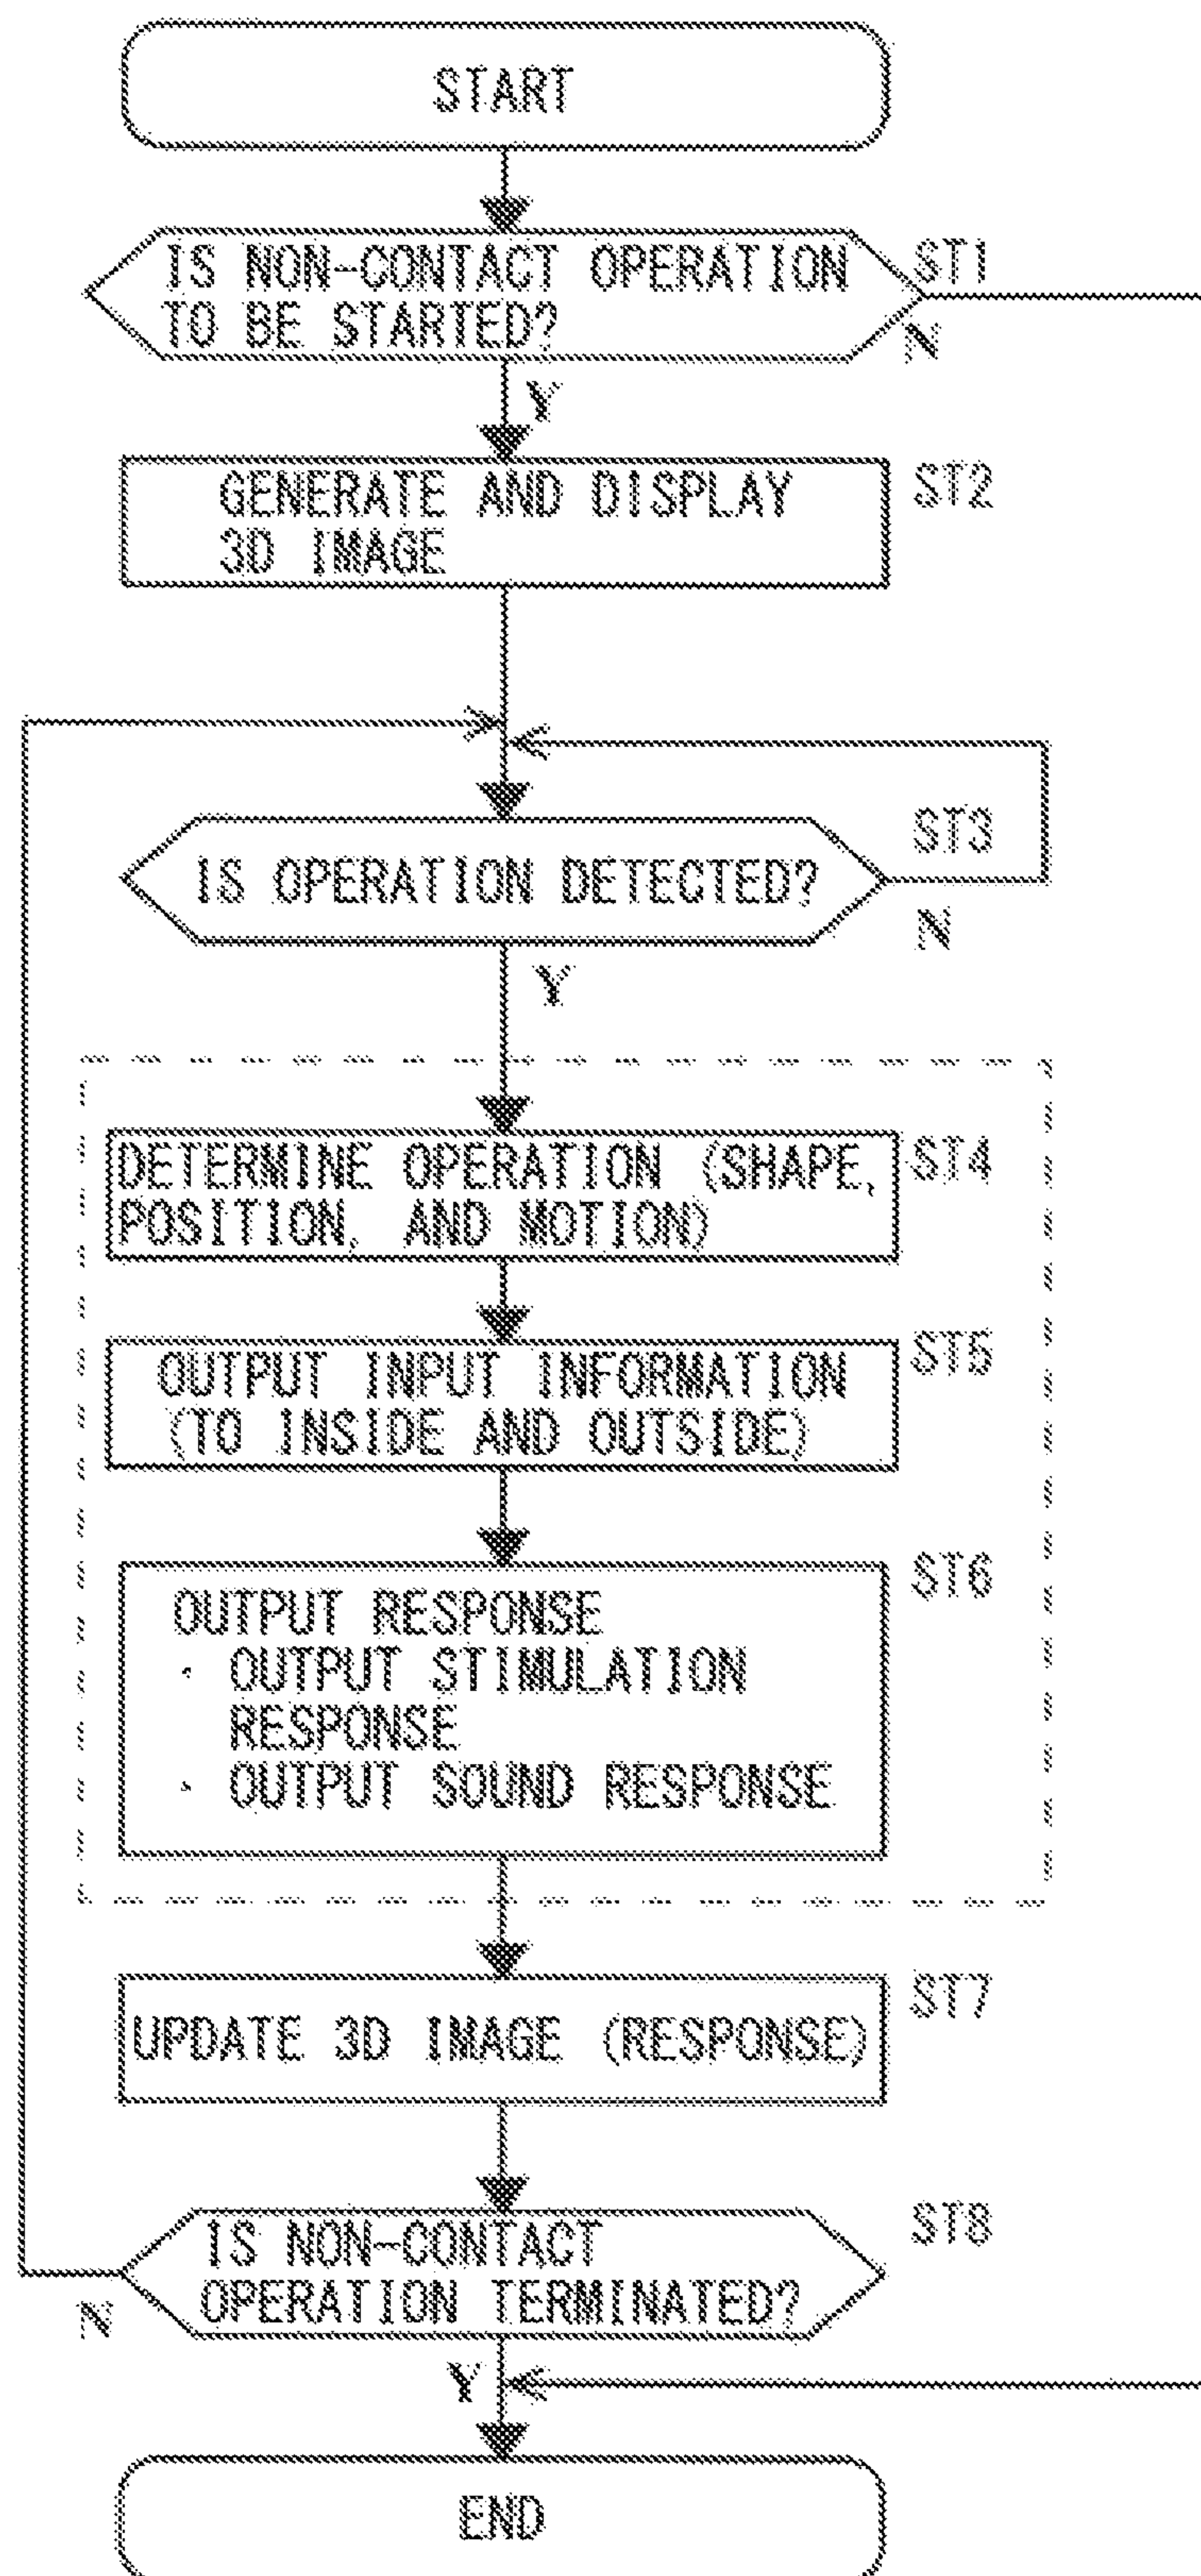 START
IS NON-CONTACT OPERATION
TO BE STARTED?
ST1
N
Y
GENERATE AND DISPLAY
3D IMAGE
ST2
IS OPERATION DETECTED?
ST3
N
Y
DETERMINE OPERATION (SHAPE,
POSITION, AND MOTION)
ST4
OUTPUT INPUT INFORMATION
(TO INSIDE AND OUTSIDE)
ST5
OUTPUT RESPONSE
・ OUTPUT STIMULATION
RESPONSE
・ OUTPUT SOUND RESPONSE
ST6
UPDATE 3D IMAGE (RESPONSE)
ST7
IS NON-CONTACT
OPERATION TERMINATED?
ST8
N
Y
END